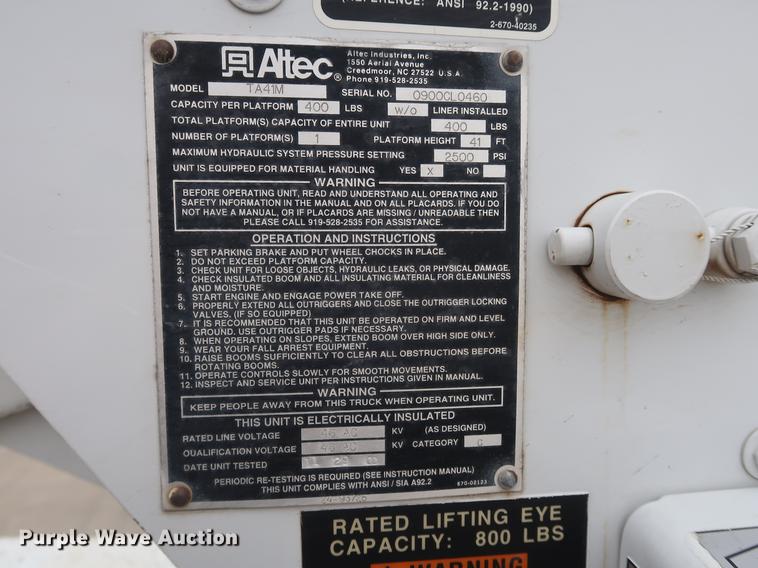 (REFERENCE: ANSI 92.2-1990)
2-670-40235
Altec®
Altec Industries, Inc.
1550 Aerial Avenue
Creedmoor, NC 27522 U.S.A.
Phone 919-528-2535
MODEL TA41M SERIAL NO. 0900CL0460
CAPACITY PER PLATFORM 400 LBS W/O LINER INSTALLED
TOTAL PLATFORM(S) CAPACITY OF ENTIRE UNIT 400 LBS
NUMBER OF PLATFORM(S) 1 PLATFORM HEIGHT 41 FT
MAXIMUM HYDRAULIC SYSTEM PRESSURE SETTING 2500 PSI
UNIT IS EQUIPPED FOR MATERIAL HANDLING YES X NO
WARNING
BEFORE OPERATING UNIT, READ AND UNDERSTAND ALL OPERATING AND
SAFETY INFORMATION IN THE MANUAL AND ON ALL PLACARDS. IF YOU DO
NOT HAVE A MANUAL, OR IF PLACARDS ARE MISSING / UNREADABLE THEN
PLEASE CALL 919-528-2535 FOR ASSISTANCE.
OPERATION AND INSTRUCTIONS
1. SET PARKING BRAKE AND PUT WHEEL CHOCKS IN PLACE.
2. DO NOT EXCEED PLATFORM CAPACITY.
3. CHECK UNIT FOR LOOSE OBJECTS, HYDRAULIC LEAKS, OR PHYSICAL DAMAGE.
4. CHECK INSULATED BOOM AND ALL INSULATING MATERIAL FOR CLEANLINESS
AND MOISTURE.
5. START ENGINE AND ENGAGE POWER TAKE OFF.
6. PROPERLY EXTEND ALL OUTRIGGERS AND CLOSE THE OUTRIGGER LOCKING
VALVES. (IF SO EQUIPPED)
7. IT IS RECOMMENDED THAT THIS UNIT BE OPERATED ON FIRM AND LEVEL
GROUND. USE OUTRIGGER PADS IF NECESSARY.
8. WHEN OPERATING ON SLOPES, EXTEND BOOM OVER HIGH SIDE ONLY.
9. WEAR YOUR FALL ARREST EQUIPMENT.
10. RAISE BOOMS SUFFICIENTLY TO CLEAR ALL OBSTRUCTIONS BEFORE
ROTATING BOOMS.
11. OPERATE CONTROLS SLOWLY FOR SMOOTH MOVEMENTS.
12. INSPECT AND SERVICE UNIT PER INSTRUCTIONS GIVEN IN MANUAL.
WARNING
KEEP PEOPLE AWAY FROM THIS TRUCK WHEN OPERATING UNIT.
THIS UNIT IS ELECTRICALLY INSULATED
RATED LINE VOLTAGE 46 AC KV (AS DESIGNED)
QUALIFICATION VOLTAGE KV CATEGORY C
DATE UNIT TESTED
PERIODIC RE-TESTING IS REQUIRED (SEE INSTRUCTION MANUAL)
THIS UNIT COMPLIES WITH ANSI / SIA A92.2 670-02123
RATED LIFTING EYE
CAPACITY: 800 LBS
WARNING
Purple Wave Auction